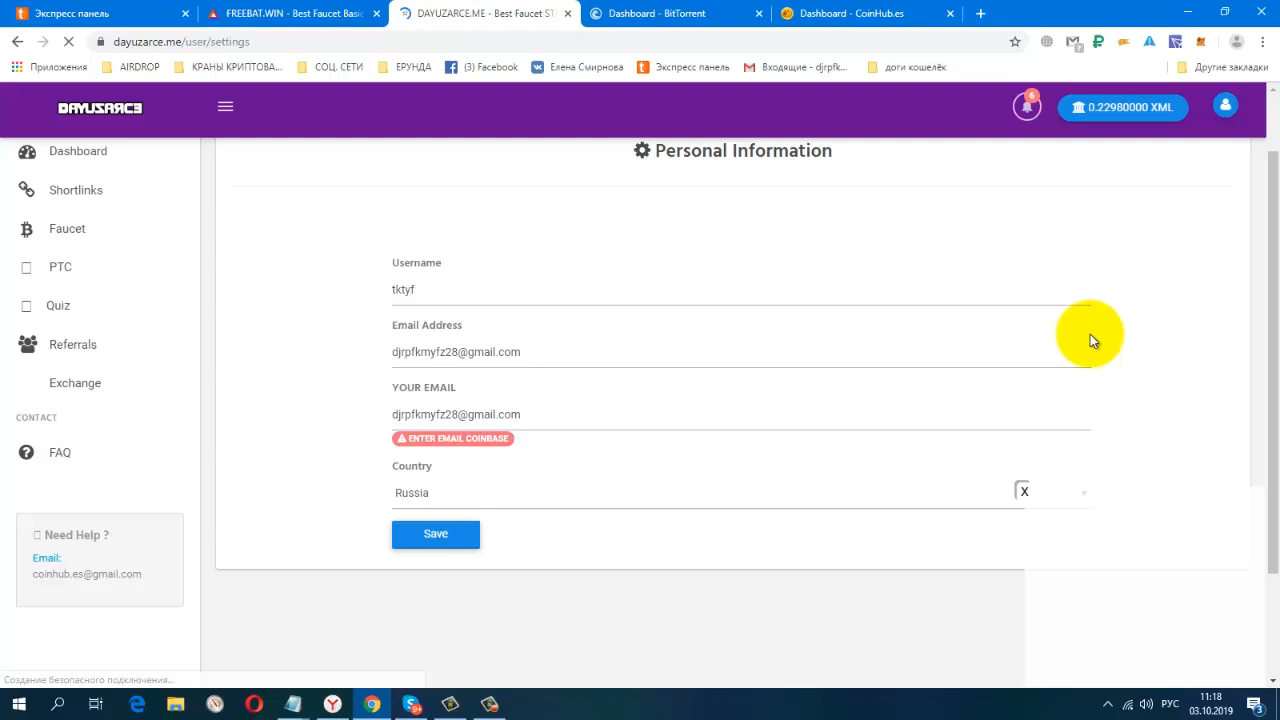 Экспресс панель
FREEBAT.WIN - Best Faucet Basic
DAYUZARCE.ME - Best Faucet ST
Dashboard - BitTorrent
Dashboard - CoinHub.es
dayuzarce.me/user/settings
Приложения
AIRDROP
КРАНЫ КРИПТОВА...
СОЦ. СЕТИ
ЕРУНДА
(3) Facebook
Елена Смирнова
Экспресс панель
Входящие - djrpfk...
доги кошелёк
Другие закладки
DAYUZARCE
6
0.22980000 XML
Dashboard
Shortlinks
Faucet
PTC
Quiz
Referrals
Exchange
CONTACT
FAQ
Need Help ?
Email:
coinhub.es@gmail.com
Personal Information
Username
tktyf
Email Address
djrpfkmyfz28@gmail.com
YOUR EMAIL
djrpfkmyfz28@gmail.com
ENTER EMAIL COINBASE
Country
Russia
X
Save
Создание безопасного подключения...
9+
РУС
11:18
03.10.2019
3